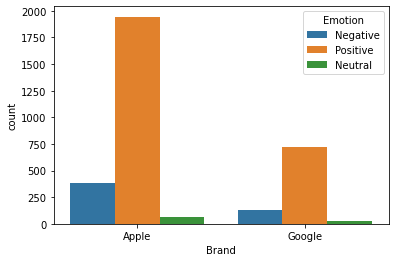 2000
1750
1500
1250
1000
750
500
250
0
count
Apple
Google
Brand
Emotion
Negative
Positive
Neutral